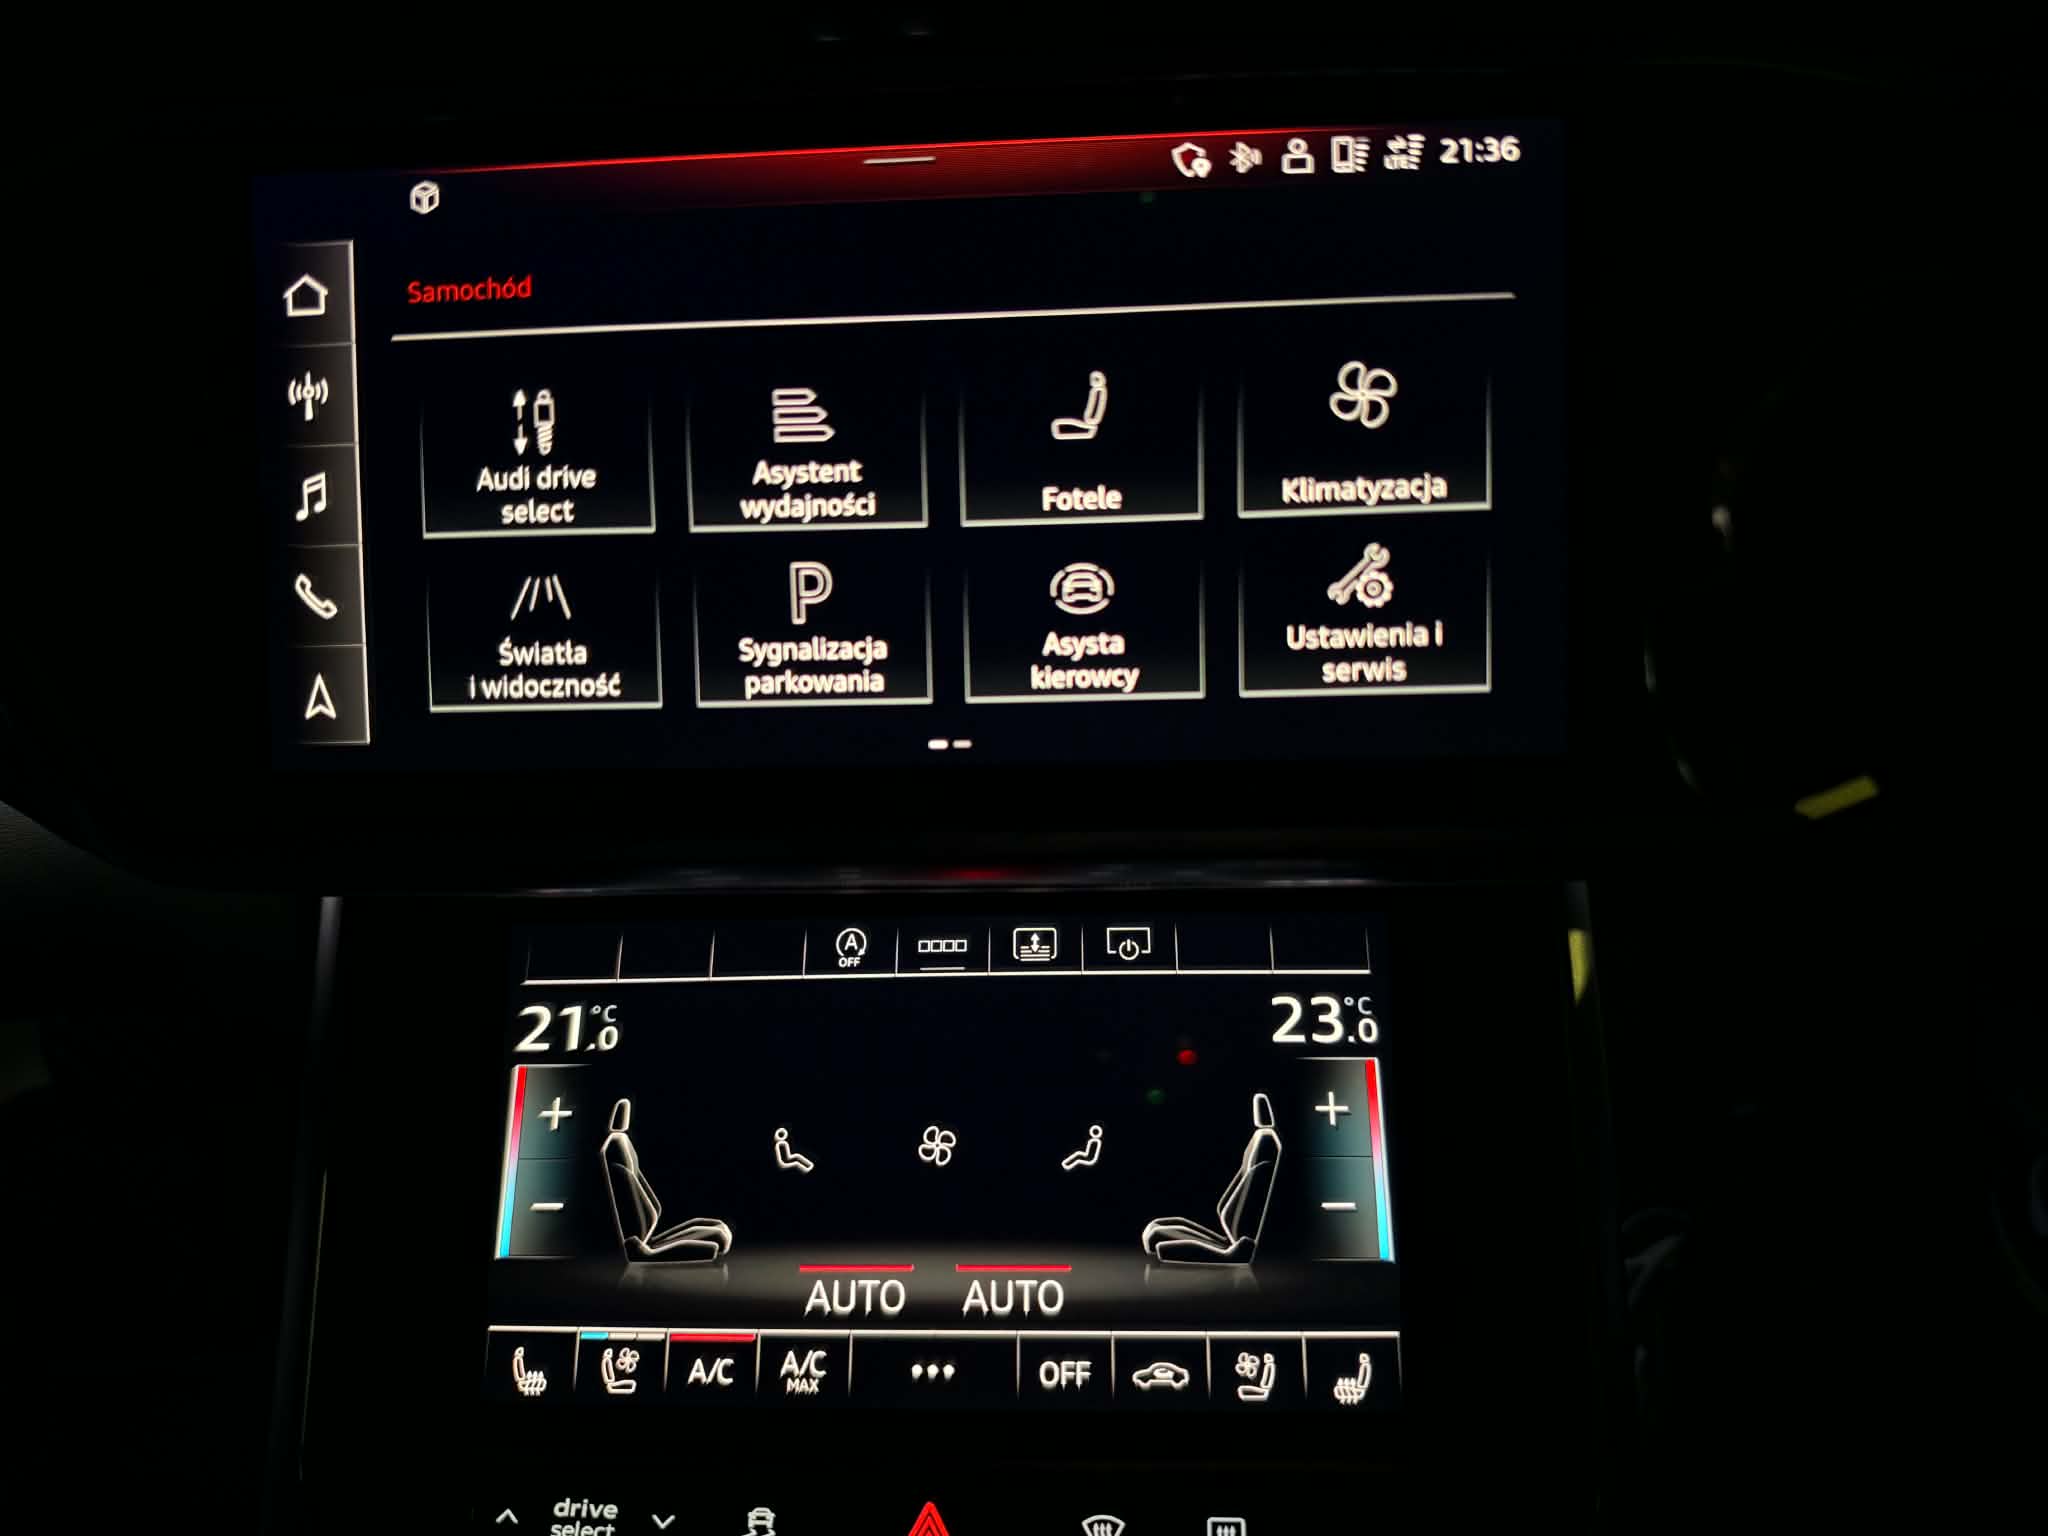 LTE 21:36
Samochód
Audi drive
select
Asystent
wydajności
Fotele
Klimatyzacja
Światła
i widoczność
P
Sygnalizacja
parkowania
Asysta
kierowcy
Ustawienia i
serwis
A
OFF
21.0 °C
23.0 °C
+
+
−
−
AUTO AUTO
A/C
A/C
MAX
OFF
drive
select